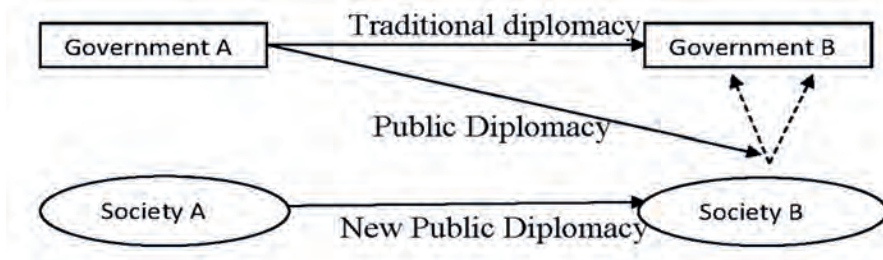 Traditional diplomacy
Government A
Government B
Public Diplomacy
Society A
Society B
New Public Diplomacy